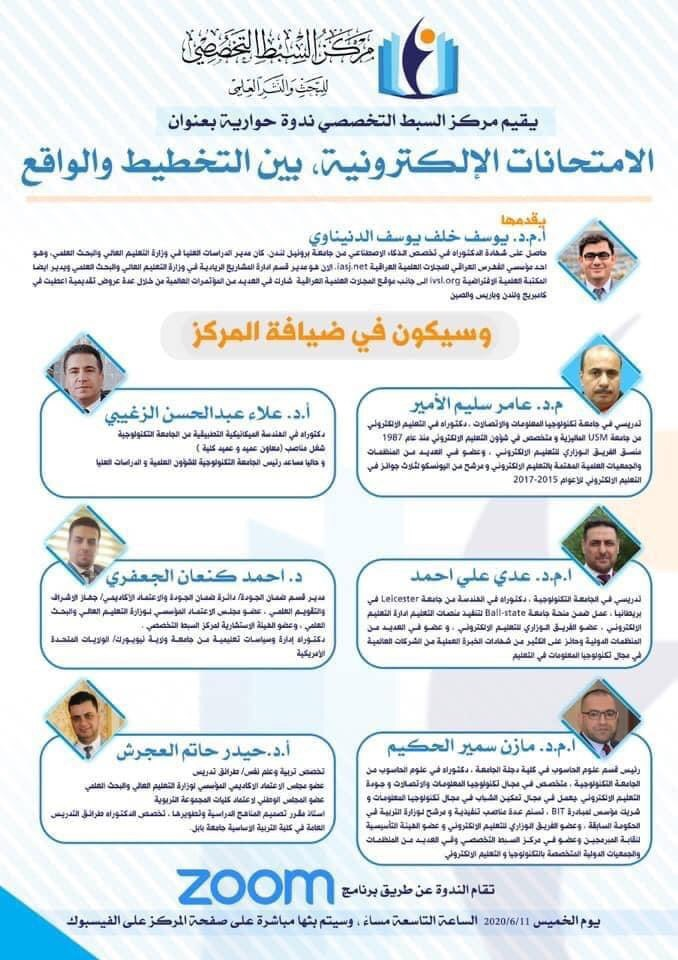 مركز السبط التخصصي
للبحث والنشر العلمي
يقيم مركز السبط التخصصي ندوة حوارية بعنوان
الامتحانات الإلكترونية، بين التخطيط والواقع
يقدمها
أ.م.د. يوسف خلف يوسف الدنيناوي
حاصل على شهادة الدكتوراه في تخصص الذكاء الاصطناعي من جامعة برونيل لندن، كان مدير الدراسات العليا في وزارة التعليم العالي والبحث العلمي، وهو
احد مؤسسي الفهرس العراقي للمجلات العلمية العراقية iasj.net، الان هو مدير قسم ادارة المشاريع الريادية في وزارة التعليم العالي والبحث العلمي ويدير ايضا
المكتبة العلمية الافتراضية ivsl.org الى جانب موقع المجلات العلمية العراقية شارك في العديد من المؤتمرات العالمية من خلال عدة عروض تقديمية اعطيت في
كامبريج ولندن وباريس والصين
وسيكون في ضيافة المركز
م.د. عامر سليم الأمير
تدريسي في جامعة تكنولوجيا المعلومات والاتصالات ، دكتوراه في التعليم الالكتروني
من جامعة USM الماليزية و متخصص في شؤون التعليم الالكتروني منذ عام 1987
منسق الفريق الوزاري للتعليم الالكتروني ، وعضو في العديد من المنظمات
والجمعيات العلمية المهتمة بالتعليم الالكتروني و مرشح من اليونسكو لثلاث جوائز في
التعليم الالكتروني للأعوام 2015-2017
أ.د. علاء عبدالحسن الزغيبي
دكتوراه في الهندسة الميكانيكية التطبيقية من الجامعة التكنولوجية
شغل مناصب (معاون عميد و عميد كلية )
و حاليا مساعد رئيس الجامعة التكنولوجية للشؤون العلمية و الدراسات العليا
ا.م.د. عدي علي احمد
تدريسي في الجامعة التكنولوجية ، دكتوراه في الهندسة من جامعة Leicester في
بريطانيا ، عمل ضمن منحة جامعة Ball-state لتنفيذ منصات التعليم ادارة التعليم
الالكتروني ، عضو الفريق الوزاري للتعليم الالكتروني ، و عضو في العديد من
المنظمات الدولية وحائز على الكثير من شهادات الخبرة العملية من الشركات العالمية
في مجال تكنولوجيا المعلومات في التعليم
د. احمد كنعان الجعفري
مدير قسم ضمان الجودة/ دائرة ضمان الجودة والاعتماد الأكاديمي/ جهاز الاشراف
والتقويم العلمي ، عضو مجلس الاعتماد المؤسسي لوزارة التعليم العالي والبحث
العلمي ، وعضو الهيئة الاستشارية لمركز السبط التخصصي .
دكتوراه إدارة وسياسات تعليمية من جامعة ولاية نيويورك/ الولايات المتحدة
الأمريكية
ا.م.د. مازن سمير الحكيم
رئيس قسم علوم الحاسوب في كلية دجلة الجامعة ، دكتوراه في علوم الحاسوب من
الجامعة التكنولوجية ، متخصص في مجال تكنولوجيا المعلومات والاتصالات و جودة
التعليم الالكتروني يعمل في مجال تمكين الشباب في مجال تكنولوجيا المعلومات و
شريك مؤسس لمبادرة BIT ، تسنم عدة مناصب تنفيذية و مرشح لوزارة التربية في
الحكومة السابقة ، وعضو الفريق الوزاري للتعليم الالكتروني و عضو الهيئة التأسيسية
لنقابة المبرمجين وعضو في مركز السبط التخصصي وفي العديد من المنظمات
والجمعيات الدولية المتخصصة بالتكنولوجيا و التعليم الالكتروني
أ.د.حيدر حاتم العجرش
تخصص تربية وعلم نفس/ طرائق تدريس
عضو مجلس الاعتماد الاكاديمي المؤسسي لوزارة التعليم العالي والبحث العلمي
عضو المجلس الوطني لاعتماد كليات المجموعة التربوية
استاذ مقرر تصميم المناهج الدراسية وتطويرها ، تخصص الدكتوراه طرائق التدريس
العامة في كلية التربية الاساسية جامعة بابل.
تقام الندوة عن طريق برنامج zoom
يوم الخميس 2020/6/11 الساعة التاسعة مساءً ، وسيتم بثها مباشرة على صفحة المركز على الفيسبوك